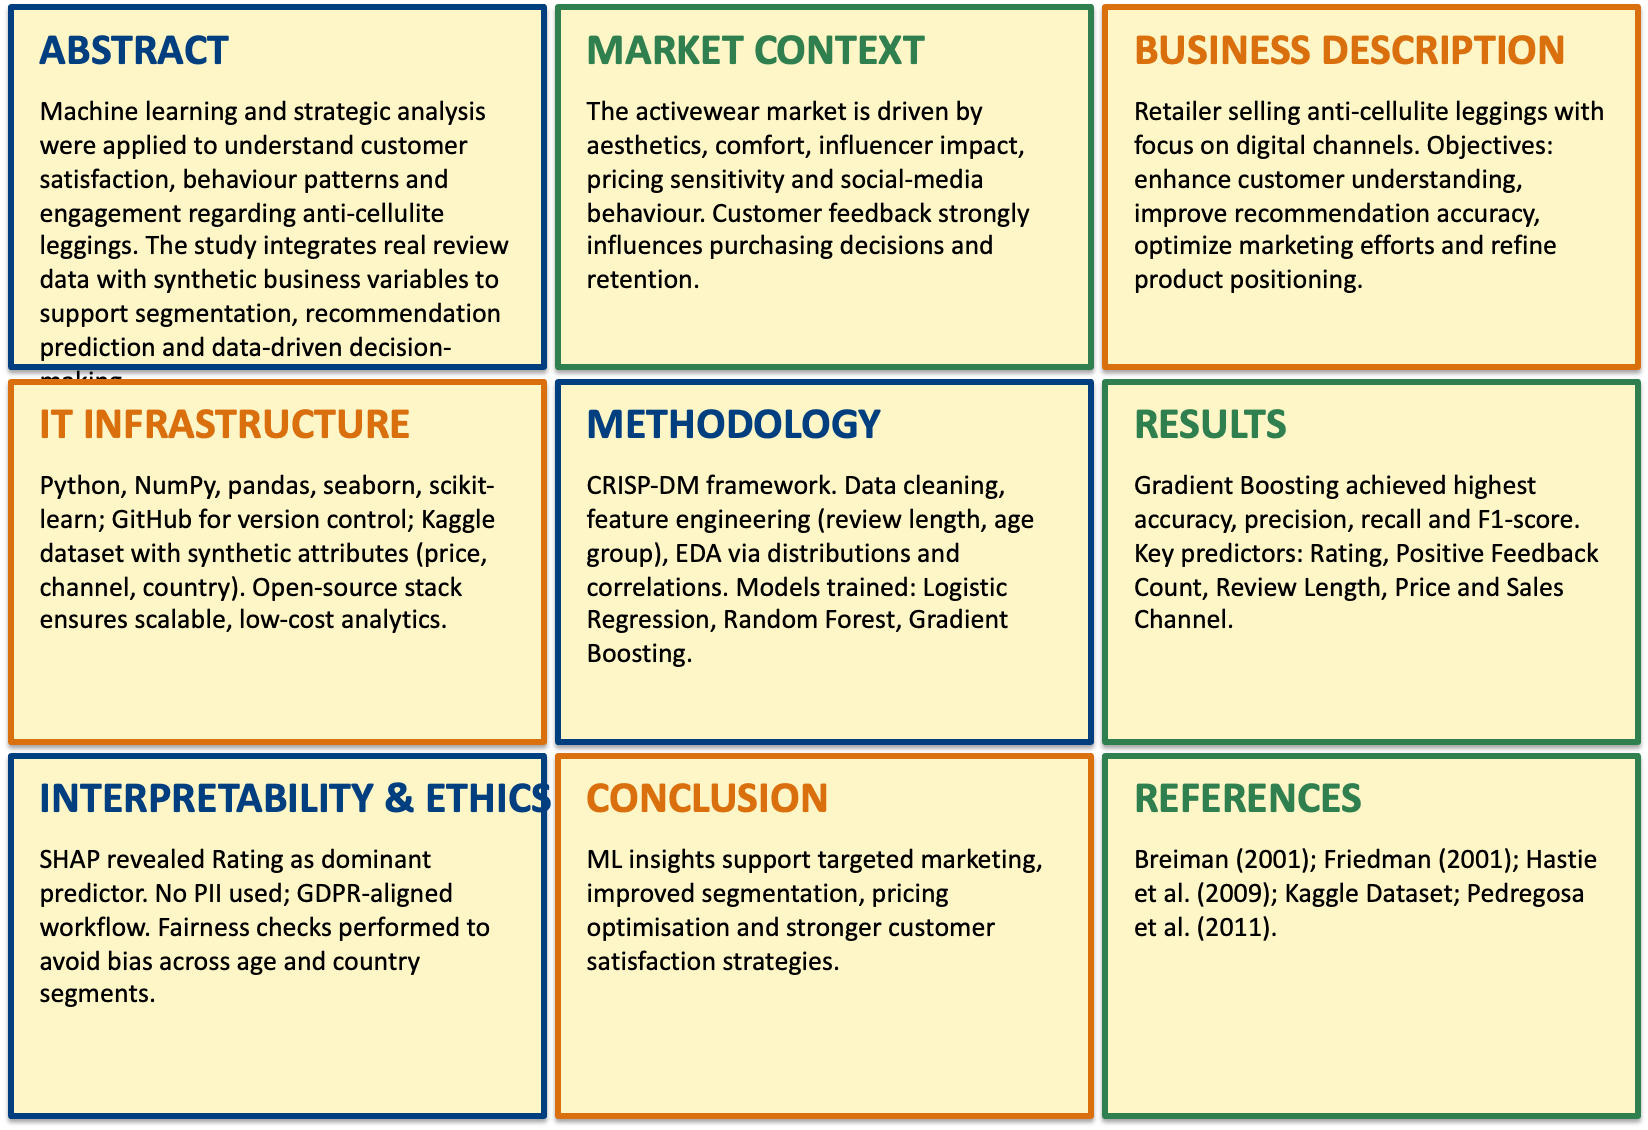 ABSTRACT
Machine learning and strategic analysis
were applied to understand customer
satisfaction, behaviour patterns and
engagement regarding anti-cellulite
leggings. The study integrates real review
data with synthetic business variables to
support segmentation, recommendation
prediction and data-driven decision-
making.
MARKET CONTEXT
The activewear market is driven by
aesthetics, comfort, influencer impact,
pricing sensitivity and social-media
behaviour. Customer feedback strongly
influences purchasing decisions and
retention.
BUSINESS DESCRIPTION
Retailer selling anti-cellulite leggings with
focus on digital channels. Objectives:
enhance customer understanding,
improve recommendation accuracy,
optimize marketing efforts and refine
product positioning.
IT INFRASTRUCTURE
Python, NumPy, pandas, seaborn, scikit-
learn; GitHub for version control; Kaggle
dataset with synthetic attributes (price,
channel, country). Open-source stack
ensures scalable, low-cost analytics.
METHODOLOGY
CRISP-DM framework. Data cleaning,
feature engineering (review length, age
group), EDA via distributions and
correlations. Models trained: Logistic
Regression, Random Forest, Gradient
Boosting.
RESULTS
Gradient Boosting achieved highest
accuracy, precision, recall and F1-score.
Key predictors: Rating, Positive Feedback
Count, Review Length, Price and Sales
Channel.
INTERPRETABILITY & ETHICS
SHAP revealed Rating as dominant
predictor. No PII used; GDPR-aligned
workflow. Fairness checks performed to
avoid bias across age and country
segments.
CONCLUSION
ML insights support targeted marketing,
improved segmentation, pricing
optimisation and stronger customer
satisfaction strategies.
REFERENCES
Breiman (2001); Friedman (2001); Hastie
et al. (2009); Kaggle Dataset; Pedregosa
et al. (2011).